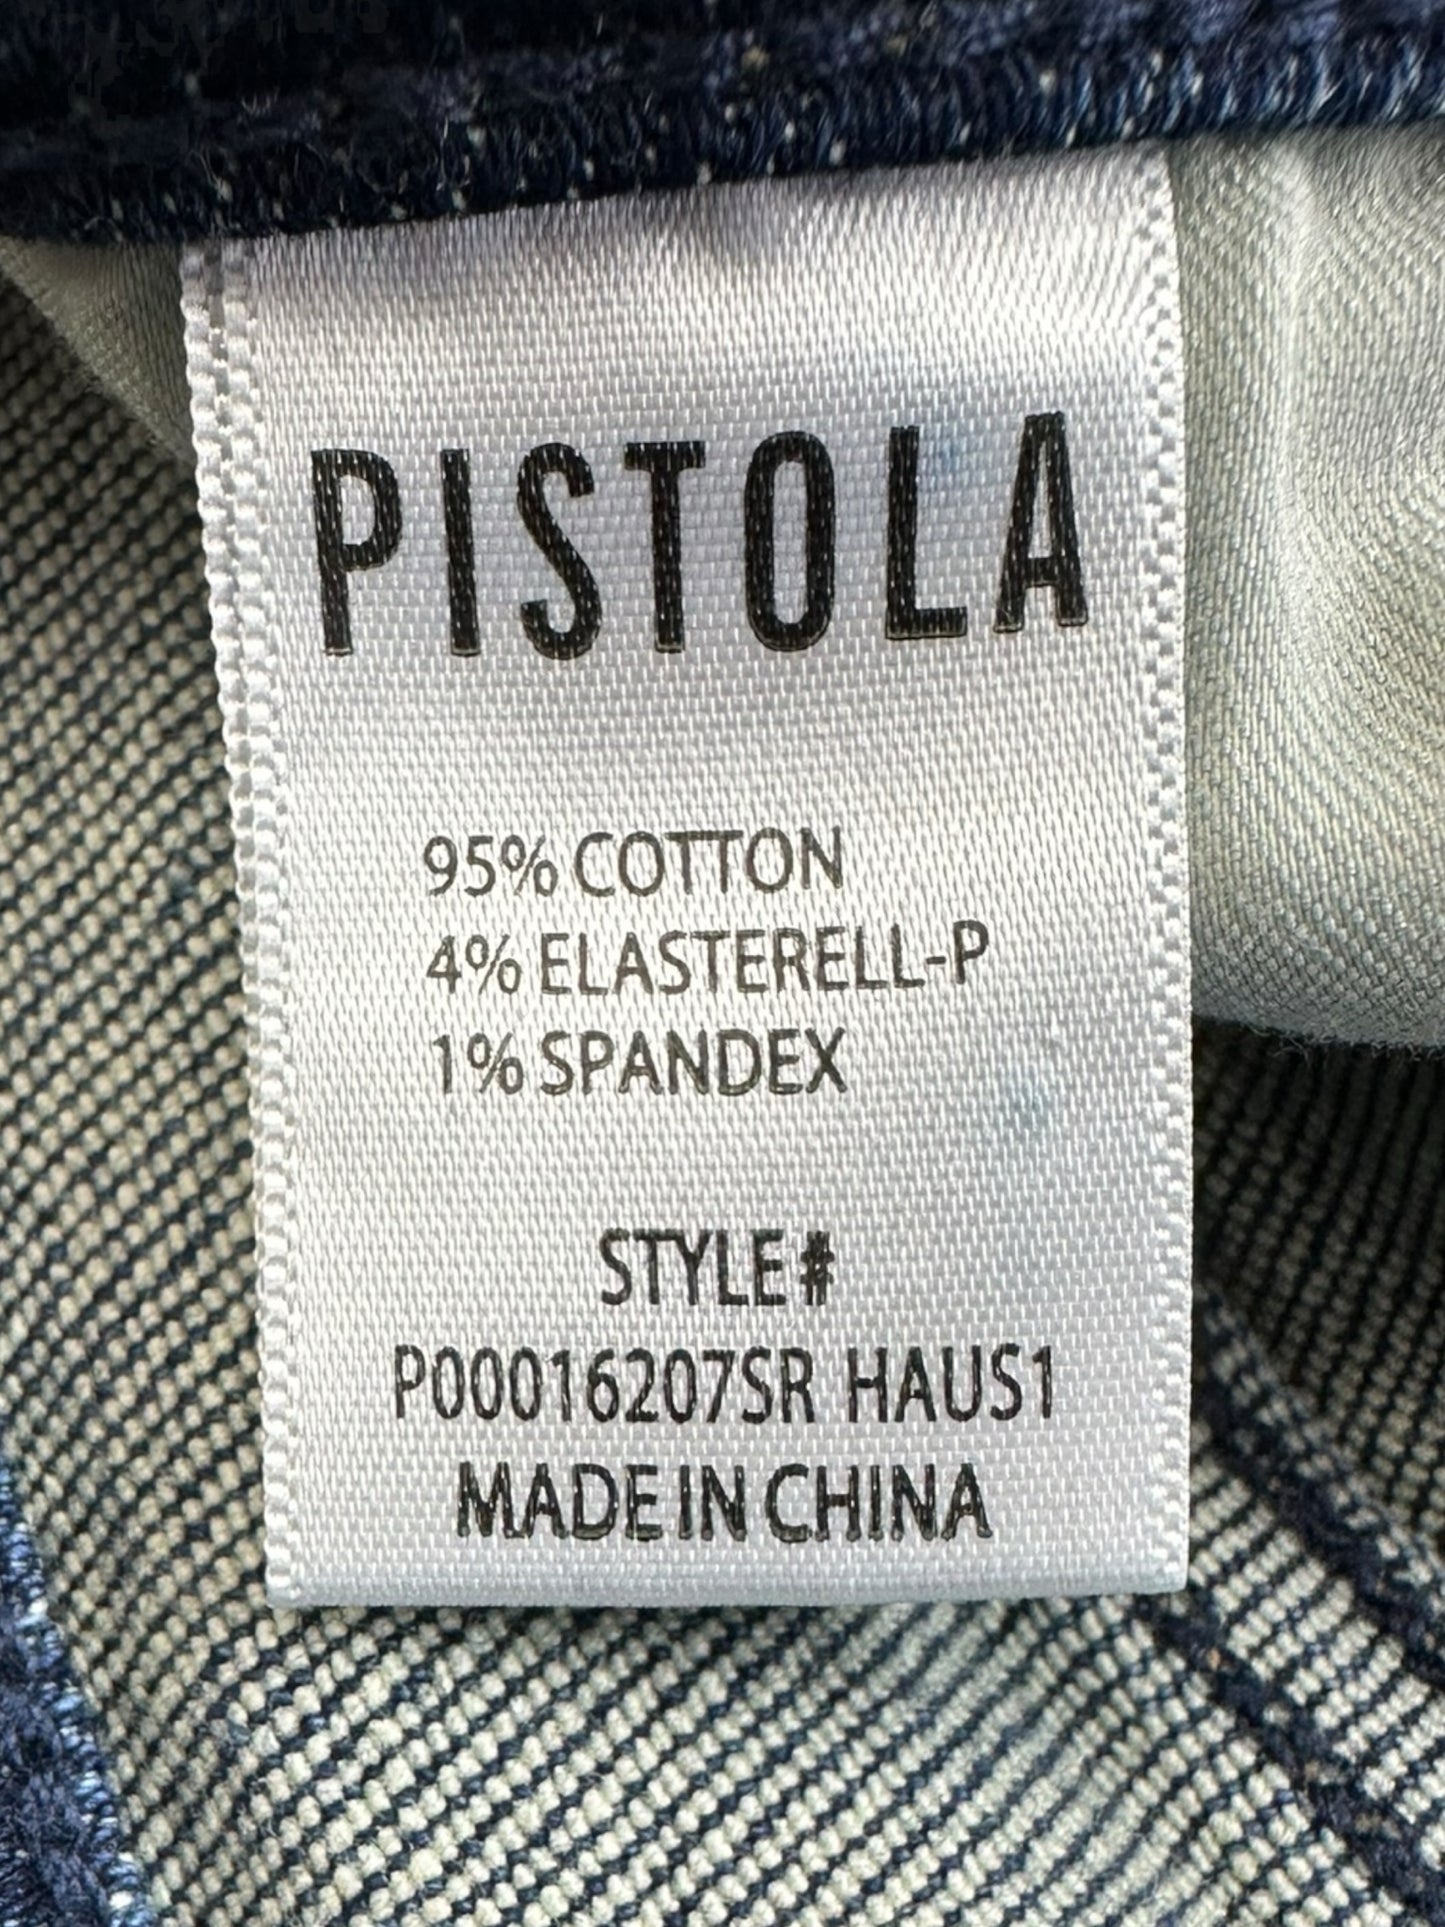 PISTOLA
95% COTTON
4% ELASTERELL-P
1% SPANDEX
STYLE#
P00016207SR HAUS1
MADE IN CHINA